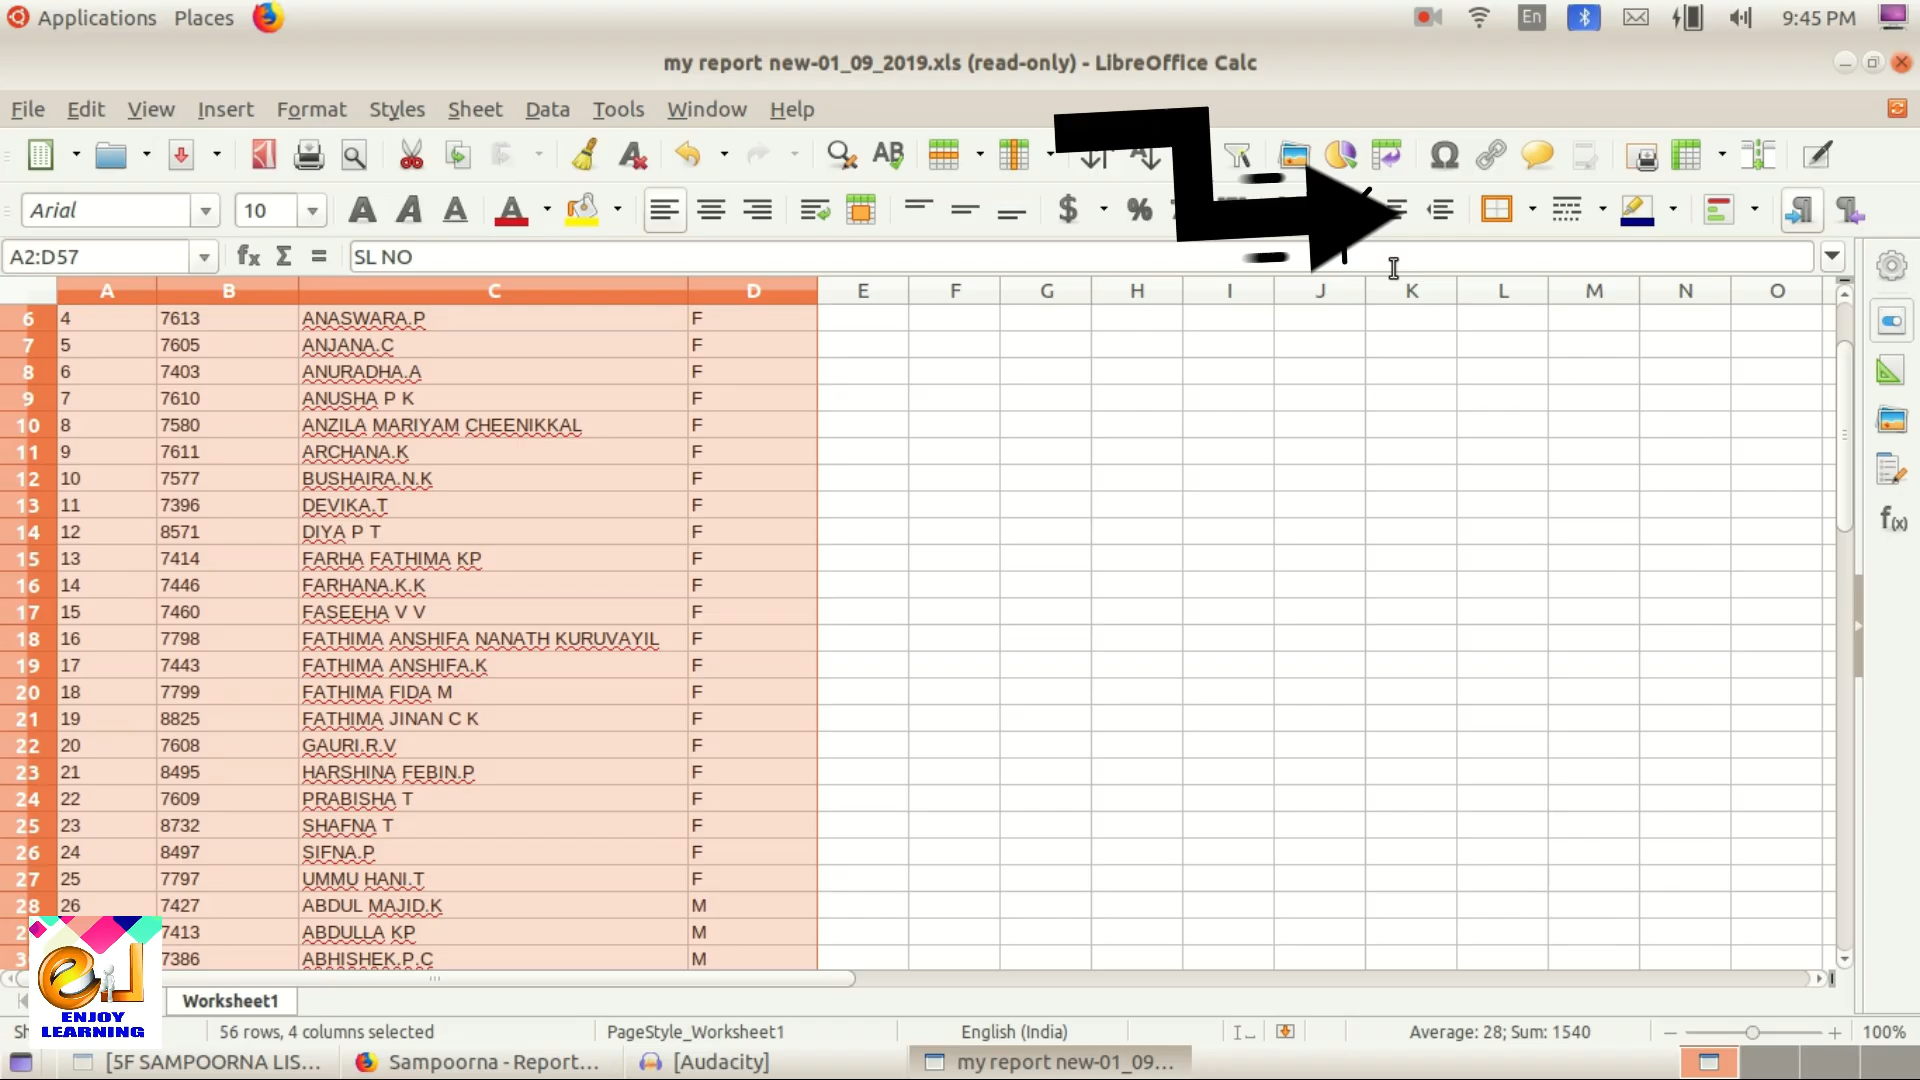 Applications Places En 9:45 PM
my report new-01_09_2019.xls (read-only) - LibreOffice Calc
File Edit View Insert Format Styles Sheet Data Tools Window Help
Arial 10
A2:D57 SL NO
A B C D E F G H I J K L M N O
6 4 7613 ANASWARA.P F
7 5 7605 ANJANA.C F
8 6 7403 ANURADHA.A F
9 7 7610 ANUSHA P K F
10 8 7580 ANZILA MARIYAM CHEENIKKAL F
11 9 7611 ARCHANA.K F
12 10 7577 BUSHAIRA.N.K F
13 11 7396 DEVIKA.T F
14 12 8571 DIYA P T F
15 13 7414 FARHA FATHIMA KP F
16 14 7446 FARHANA.K.K F
17 15 7460 FASEEHA V V F
18 16 7798 FATHIMA ANSHIFA NANATH KURUVAYIL F
19 17 7443 FATHIMA ANSHIFA.K F
20 18 7799 FATHIMA FIDA M F
21 19 8825 FATHIMA JINAN C K F
22 20 7608 GAURI.R.V F
23 21 8495 HARSHINA FEBIN.P F
24 22 7609 PRABISHA T F
25 23 8732 SHAFNA T F
26 24 8497 SIFNA.P F
27 25 7797 UMMU HANI.T F
28 26 7427 ABDUL MAJID.K M
7413 ABDULLA KP M
7386 ABHISHEK.P.C M
ENJOY
LEARNING
Worksheet1
56 rows, 4 columns selected PageStyle_Worksheet1 English (India) Average: 28; Sum: 1540 100%
[5F SAMPOORNA LIS... Sampoorna - Report... [Audacity] my report new-01_09...